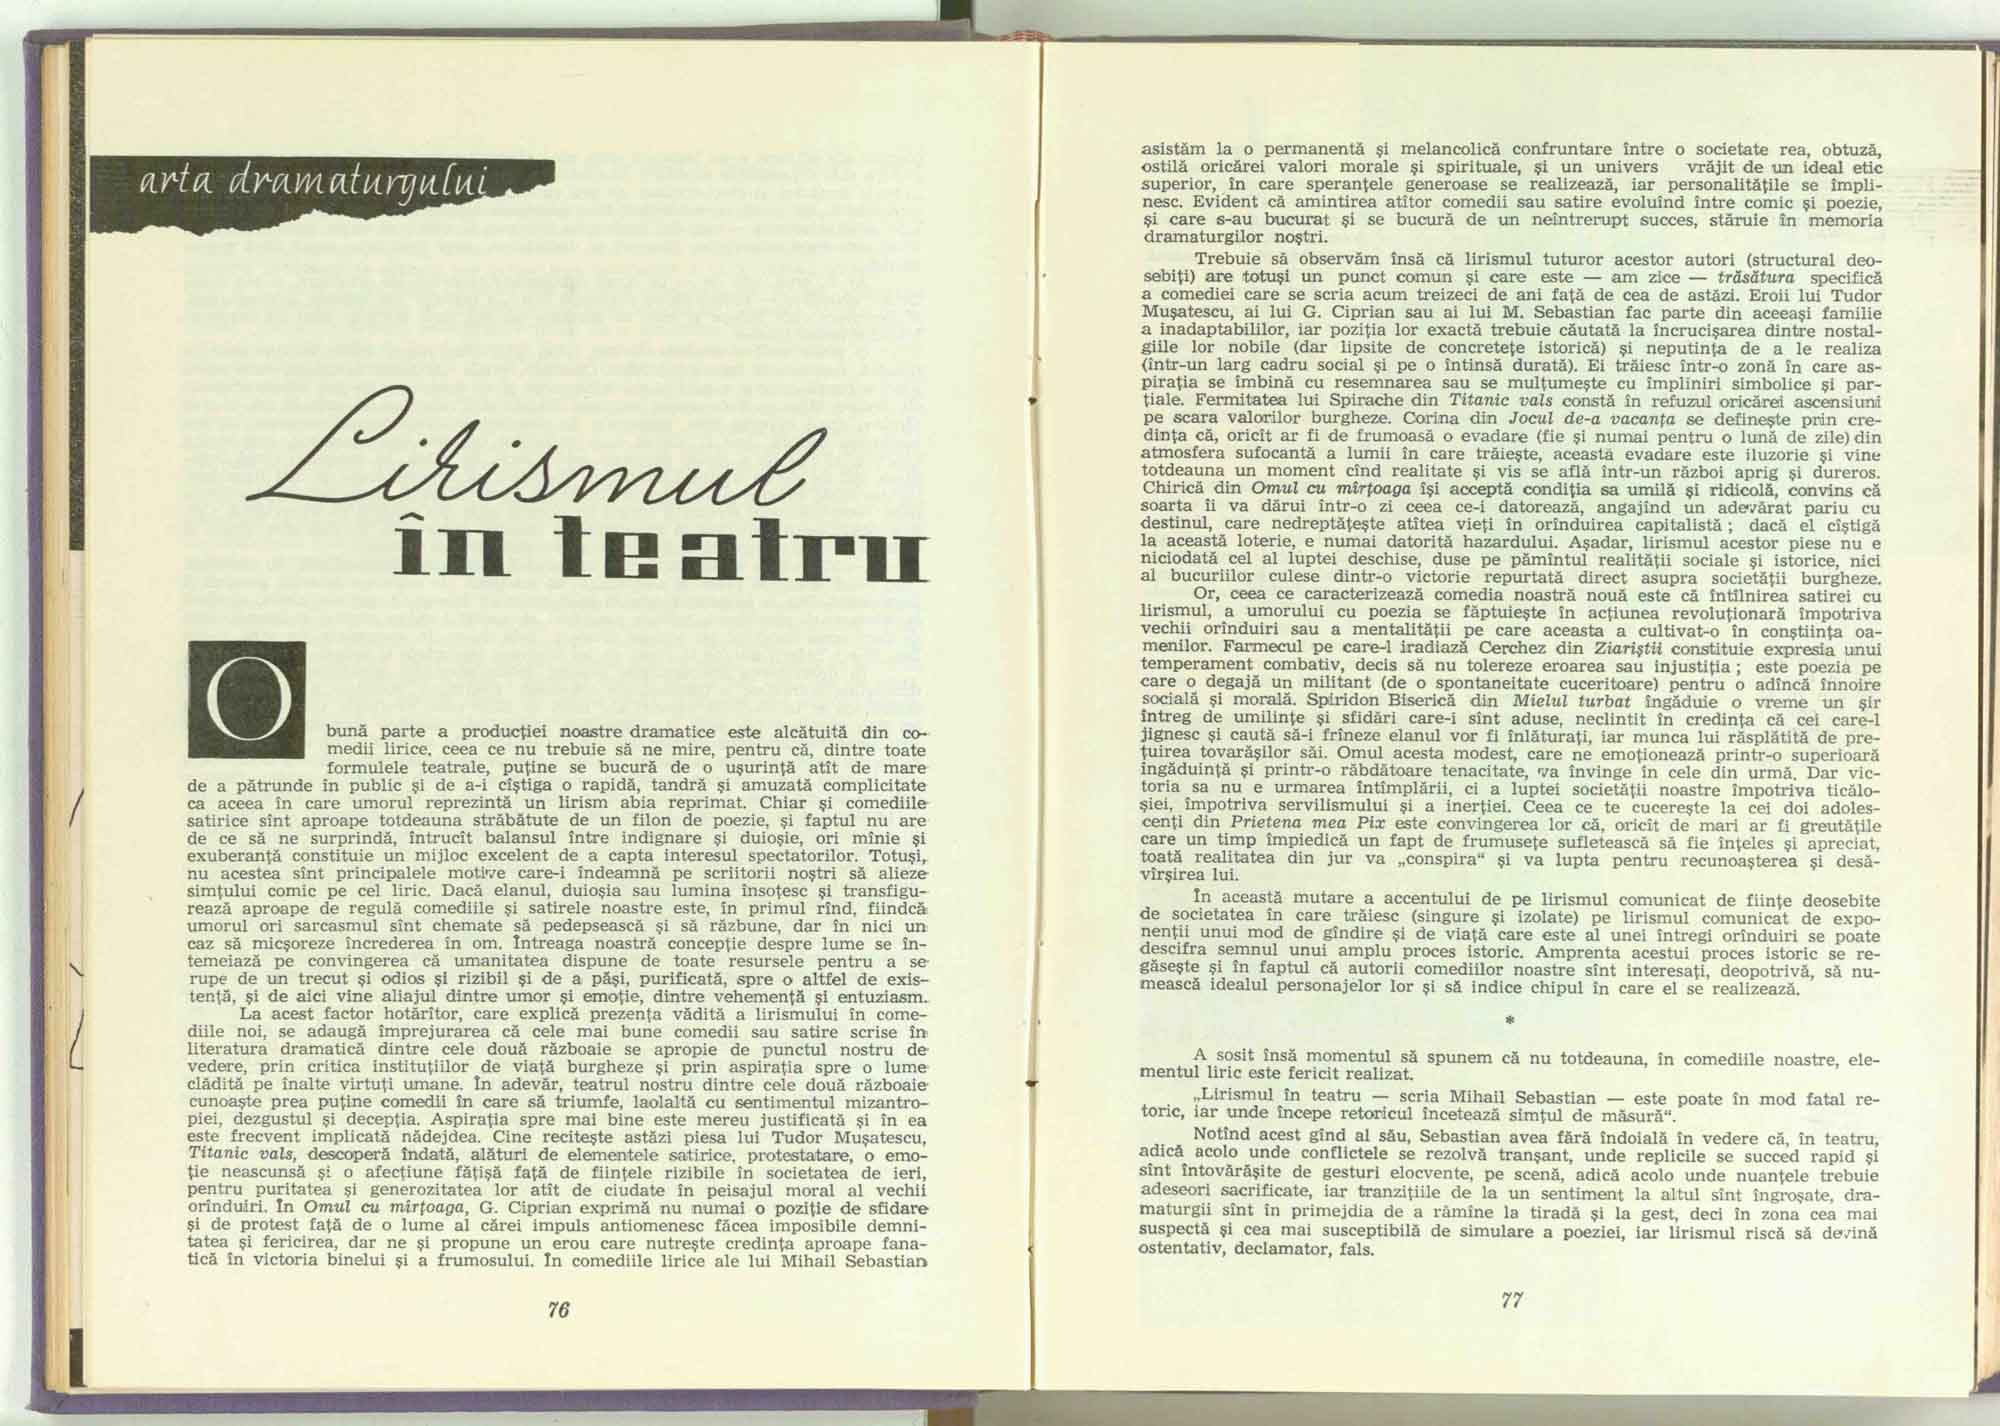 arta dramaturgului
Lirismul
în teatru
O
bună parte a producției noastre dramatice este alcătuită din co-
medii lirice, ceea ce nu trebuie să ne mire, pentru că, dintre toate
formulele teatrale, puține se bucură de o ușurință atît de mare
de a pătrunde în public și de a-i cîștiga o rapidă, tandră și amuzată complicitate
ca aceea în care umorul reprezintă un lirism abia reprimat. Chiar și comediile
satirice sînt aproape totdeauna străbătute de un filon de poezie, și faptul nu are
de ce să ne surprindă, întrucît balansul între indignare și duioșie, ori mînie și
exuberanță constituie un mijloc excelent de a capta interesul spectatorilor. Totuși,
nu acestea sînt principalele motive care-i îndeamnă pe scriitorii noștri să alieze
simțului comic pe cel liric. Dacă elanul, duioșia sau lumina însoțesc și transfigu-
rează aproape de regulă comediile și satirele noastre este, în primul rînd, fiindcă
umorul ori sarcasmul sînt chemate să pedepsească și să răzbune, dar în nici un
caz să micșoreze încrederea în om. Întreaga noastră concepție despre lume se în-
temeiază pe convingerea că umanitatea dispune de toate resursele pentru a se
rupe de un trecut și odios și rizibil și de a păși, purificată, spre o altfel de exis-
tență, și de aici vine aliajul dintre umor și emoție, dintre vehemență și entuziasm.
La acest factor hotărîtor, care explică prezența vădită a lirismului în come-
diile noi, se adaugă împrejurarea că cele mai bune comedii sau satire scrise în
literatura dramatică dintre cele două războaie se apropie de punctul nostru de
vedere, prin critica instituțiilor de viață burgheze și prin aspirația spre o lume
clădită pe înalte virtuți umane. În adevăr, teatrul nostru dintre cele două războaie
cunoaște prea puține comedii în care să triumfe, laolaltă cu sentimentul mizantro-
piei, dezgustul și decepția. Aspirația spre mai bine este mereu justificată și în ea
este frecvent implicată nădejdea. Cine recitește astăzi piesa lui Tudor Mușatescu,
Titanic vals, descoperă îndată, alături de elementele satirice, protestatare, o emo-
ție neascunsă și o afecțiune fățișă față de ființele rizibile în societatea de ieri,
pentru puritatea și generozitatea lor atît de ciudate în peisajul moral al vechii
orînduiri. În Omul cu mîrțoaga, G. Ciprian exprimă nu numai o poziție de sfidare
și de protest față de o lume al cărei impuls antiomenesc făcea imposibile demni-
tatea și fericirea, dar ne și propune un erou care nutrește credința aproape fana-
tică în victoria binelui și a frumosului. În comediile lirice ale lui Mihail Sebastian
76
asistăm la o permanentă și melancolică confruntare între o societate rea, obtuză,
ostilă oricărei valori morale și spirituale, și un univers vrăjit de un ideal etic
superior, în care speranțele generoase se realizează, iar personalitățile se împli-
nesc. Evident că amintirea atîtor comedii sau satire evoluînd între comic și poezie,
și care s-au bucurat și se bucură de un neîntrerupt succes, stăruie în memoria
dramaturgilor noștri.
Trebuie să observăm însă că lirismul tuturor acestor autori (structural deo-
sebiți) are totuși un punct comun și care este — am zice — trăsătura specifică
a comediei care se scria acum treizeci de ani față de cea de astăzi. Eroii lui Tudor
Mușatescu, ai lui G. Ciprian sau ai lui M. Sebastian fac parte din aceeași familie
a inadaptabililor, iar poziția lor exactă trebuie căutată la încrucișarea dintre nostal-
giile lor nobile (dar lipsite de concretețe istorică) și neputința de a le realiza
(într-un larg cadru social și pe o întinsă durată). Ei trăiesc într-o zonă în care as-
pirația se îmbină cu resemnarea sau se mulțumește cu împliniri simbolice și par-
țiale. Fermitatea lui Spirache din Titanic vals constă în refuzul oricărei ascensiuni
pe scara valorilor burgheze. Corina din Jocul de-a vacanța se definește prin cre-
dința că, oricît ar fi de frumoasă o evadare (fie și numai pentru o lună de zile) din
atmosfera sufocantă a lumii în care trăiește, această evadare este iluzorie și vine
totdeauna un moment cînd realitate și vis se află într-un război aprig și dureros.
Chirică din Omul cu mîrțoaga își acceptă condiția sa umilă și ridicolă, convins că
soarta îi va dărui într-o zi ceea ce-i datorează, angajînd un adevărat pariu cu
destinul, care nedreptățește atîtea vieți în orînduirea capitalistă ; dacă el cîștigă
la această loterie, e numai datorită hazardului. Așadar, lirismul acestor piese nu e
niciodată cel al luptei deschise, duse pe pămîntul realității sociale și istorice, nici
al bucuriilor culese dintr-o victorie repurtată direct asupra societății burgheze.
Or, ceea ce caracterizează comedia noastră nouă este că întîlnirea satirei cu
lirismul, a umorului cu poezia se făptuiește în acțiunea revoluționară împotriva
vechii orînduiri sau a mentalității pe care aceasta a cultivat-o în conștiința oa-
menilor. Farmecul pe care-l iradiază Cerchez din Ziariștii constituie expresia unui
temperament combativ, decis să nu tolereze eroarea sau injustiția ; este poezia pe
care o degajă un militant (de o spontaneitate cuceritoare) pentru o adîncă înnoire
socială și morală. Spiridon Biserică din Mielul turbat îngăduie o vreme un șir
întreg de umilințe și sfidări care-i sînt aduse, neclintit în credința că cei care-l
jignesc și caută să-i frîneze elanul vor fi înlăturați, iar munca lui răsplătită de pre-
țuirea tovarășilor săi. Omul acesta modest, care ne emoționează printr-o superioară
îngăduință și printr-o răbdătoare tenacitate, va învinge în cele din urmă. Dar vic-
toria sa nu e urmarea întîmplării, ci a luptei societății noastre împotriva ticălo-
șiei, împotriva servilismului și a inerției. Ceea ce te cucerește la cei doi adoles-
cenți din Prietena mea Pix este convingerea lor că, oricît de mari ar fi greutățile
care un timp împiedică un fapt de frumusețe sufletească să fie înțeles și apreciat,
toată realitatea din jur va „conspira“ și va lupta pentru recunoașterea și desă-
vîrșirea lui.
În această mutare a accentului de pe lirismul comunicat de ființe deosebite
de societatea în care trăiesc (singure și izolate) pe lirismul comunicat de expo-
nenții unui mod de gîndire și de viață care este al unei întregi orînduiri se poate
descifra semnul unui amplu proces istoric. Amprenta acestui proces istoric se re-
găsește și în faptul că autorii comediilor noastre sînt interesați, deopotrivă, să nu-
mească idealul personajelor lor și să indice chipul în care el se realizează.
*
A sosit însă momentul să spunem că nu totdeauna, în comediile noastre, ele-
mentul liric este fericit realizat.
„Lirismul în teatru — scria Mihail Sebastian — este poate în mod fatal re-
toric, iar unde începe retoricul încetează simțul de măsură“.
Notînd acest gînd al său, Sebastian avea fără îndoială în vedere că, în teatru,
adică acolo unde conflictele se rezolvă tranșant, unde replicile se succed rapid și
sînt întovărășite de gesturi elocvente, pe scenă, adică acolo unde nuanțele trebuie
adeseori sacrificate, iar tranzițiile de la un sentiment la altul sînt îngroșate, dra-
maturgii sînt în primejdia de a rămîne la tiradă și la gest, deci în zona cea mai
suspectă și cea mai susceptibilă de simulare a poeziei, iar lirismul riscă să devină
ostentativ, declamator, fals.
77